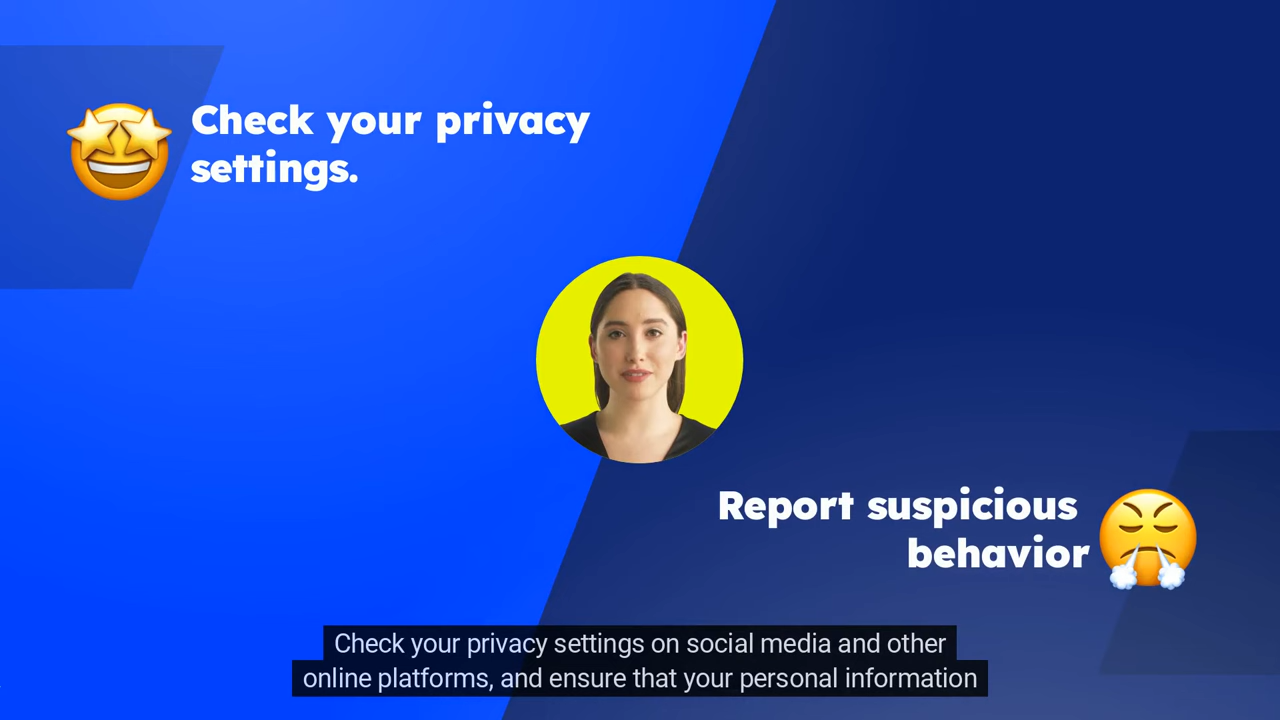 Check your privacy
settings.
Report suspicious
behavior
Check your privacy settings on social media and other
online platforms, and ensure that your personal information